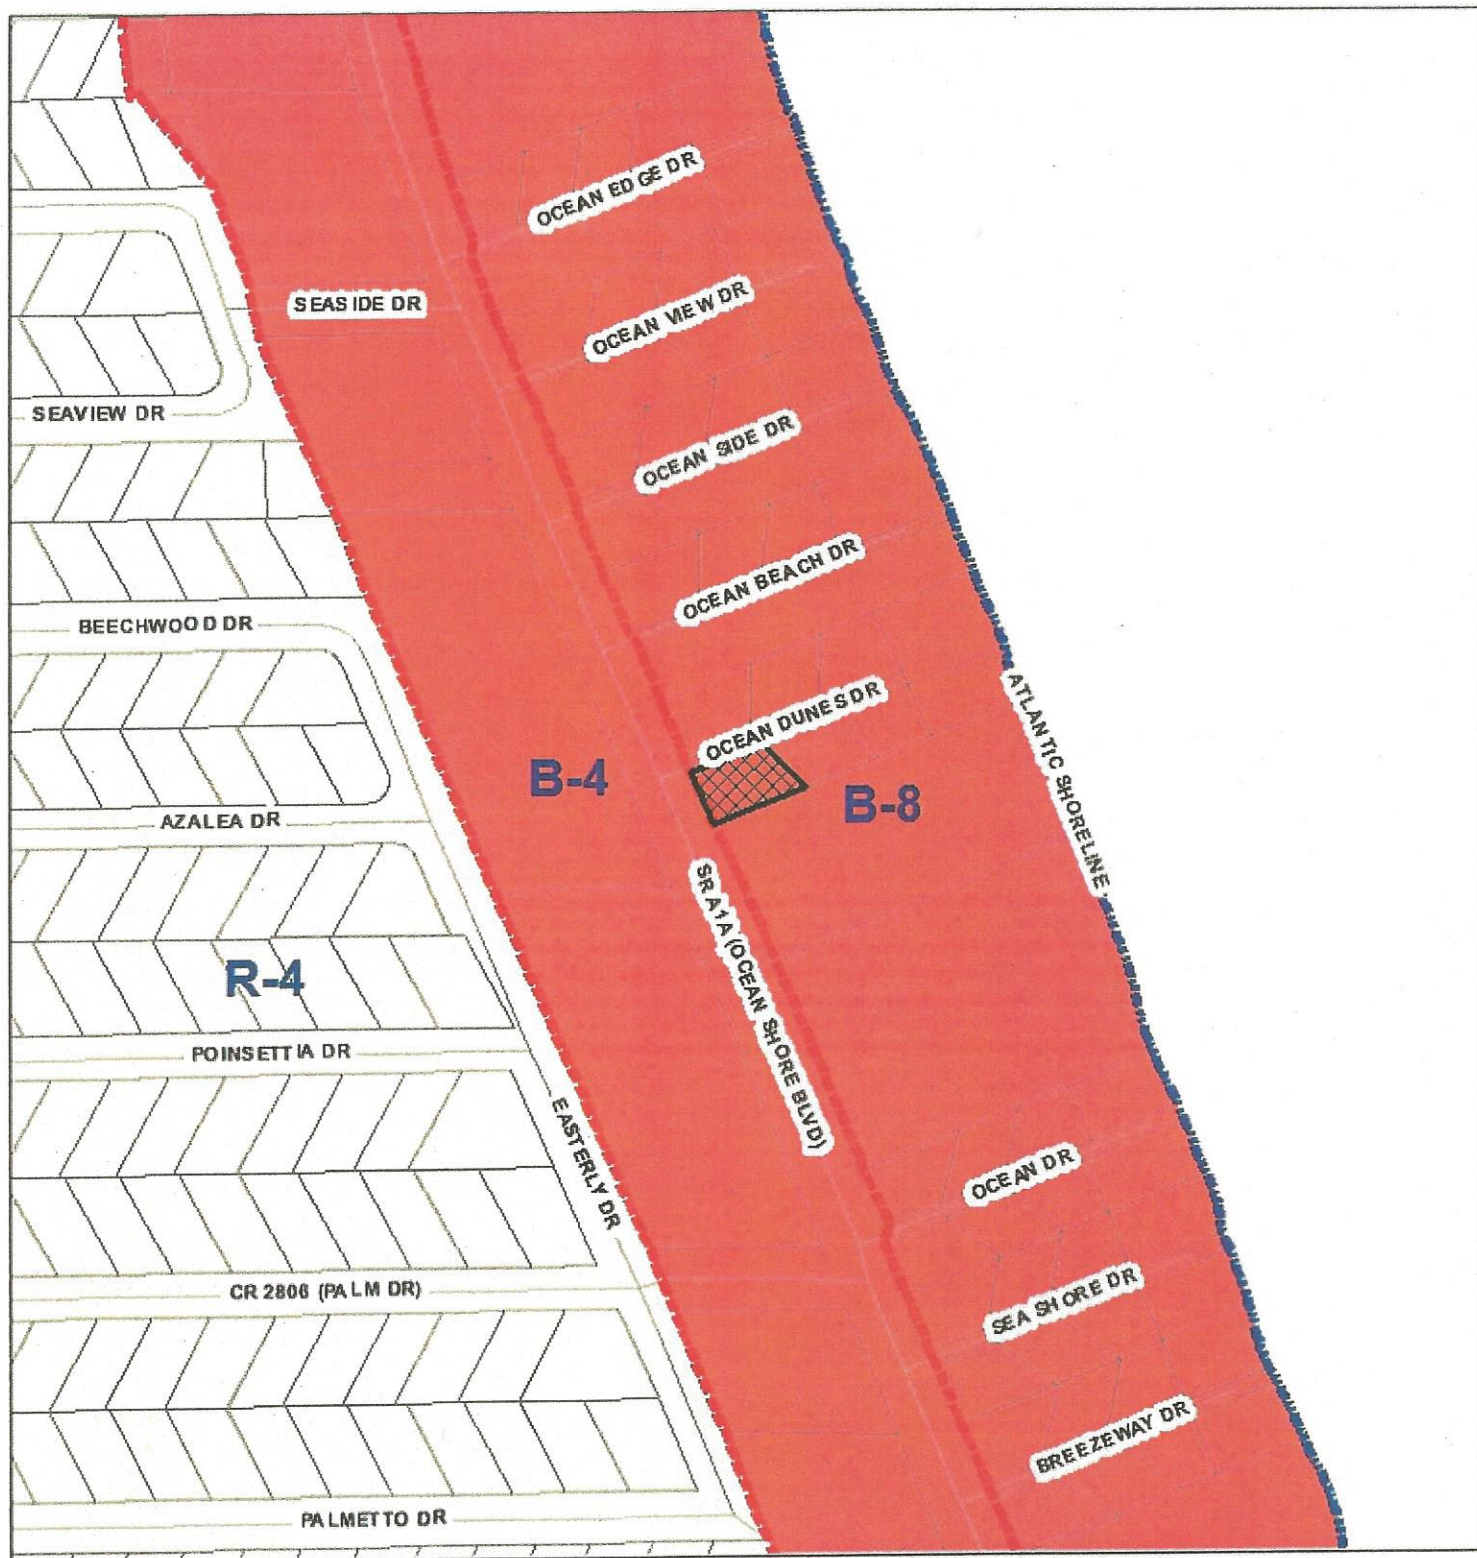 OCEAN EDGE DR
SEASIDE DR
OCEAN VIEW DR
SEAVIEW DR
OCEAN SIDE DR
OCEAN BEACH DR
BEECHWOOD DR
OCEAN DUNES DR
ATLANTIC SHORELINE
B-4
B-8
AZALEA DR
SR A1A (OCEAN SHORE BLVD)
R-4
POINSETTIA DR
EASTERLY DR
OCEAN DR
CR 2806 (PALM DR)
SEA SHORE DR
BREEZEWAY DR
PALMETTO DR